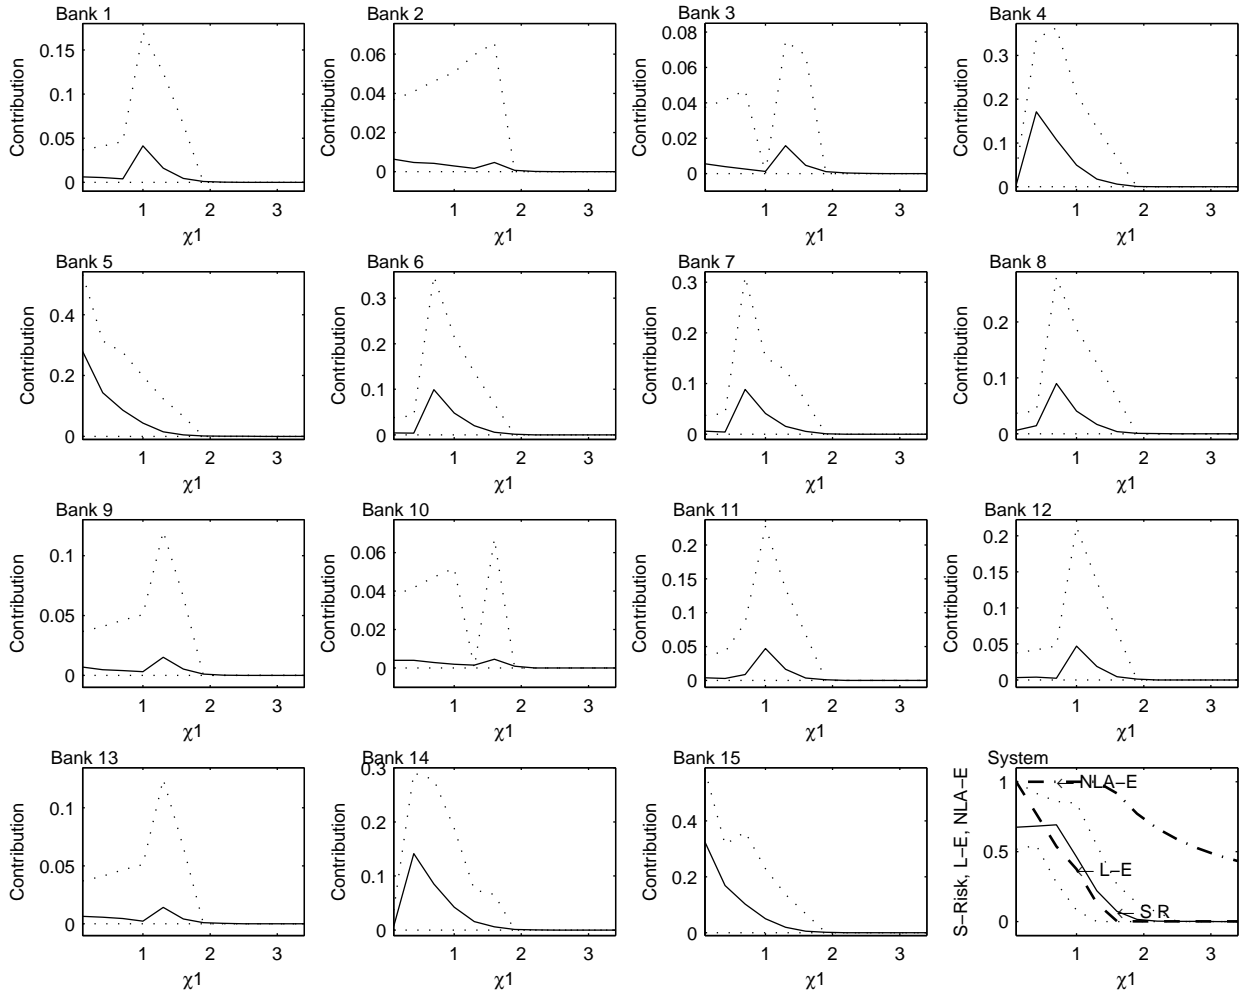 Bank 1
Bank 2
Bank 3
Bank 4
Contribution
0.15
0.1
0.05
0
1
2
3
χ1
Contribution
0.06
0.04
0.02
0
1
2
3
χ1
Contribution
0.08
0.06
0.04
0.02
0
1
2
3
χ1
Contribution
0.3
0.2
0.1
0
1
2
3
χ1
Bank 5
Bank 6
Bank 7
Bank 8
Contribution
0.4
0.2
0
1
2
3
χ1
Contribution
0.3
0.2
0.1
0
1
2
3
χ1
Contribution
0.3
0.2
0.1
0
1
2
3
χ1
Contribution
0.2
0.1
0
1
2
3
χ1
Bank 9
Bank 10
Bank 11
Bank 12
Contribution
0.1
0.05
0
1
2
3
χ1
Contribution
0.06
0.04
0.02
0
1
2
3
χ1
Contribution
0.2
0.15
0.1
0.05
0
1
2
3
χ1
Contribution
0.2
0.15
0.1
0.05
0
1
2
3
χ1
Bank 13
Bank 14
Bank 15
System
Contribution
0.1
0.05
0
1
2
3
χ1
Contribution
0.3
0.2
0.1
0
1
2
3
χ1
Contribution
0.4
0.2
0
1
2
3
χ1
S−Risk, L−E, NLA−E
1
0.5
0
←NLA−E
← L−E
← S R
1
2
3
χ1